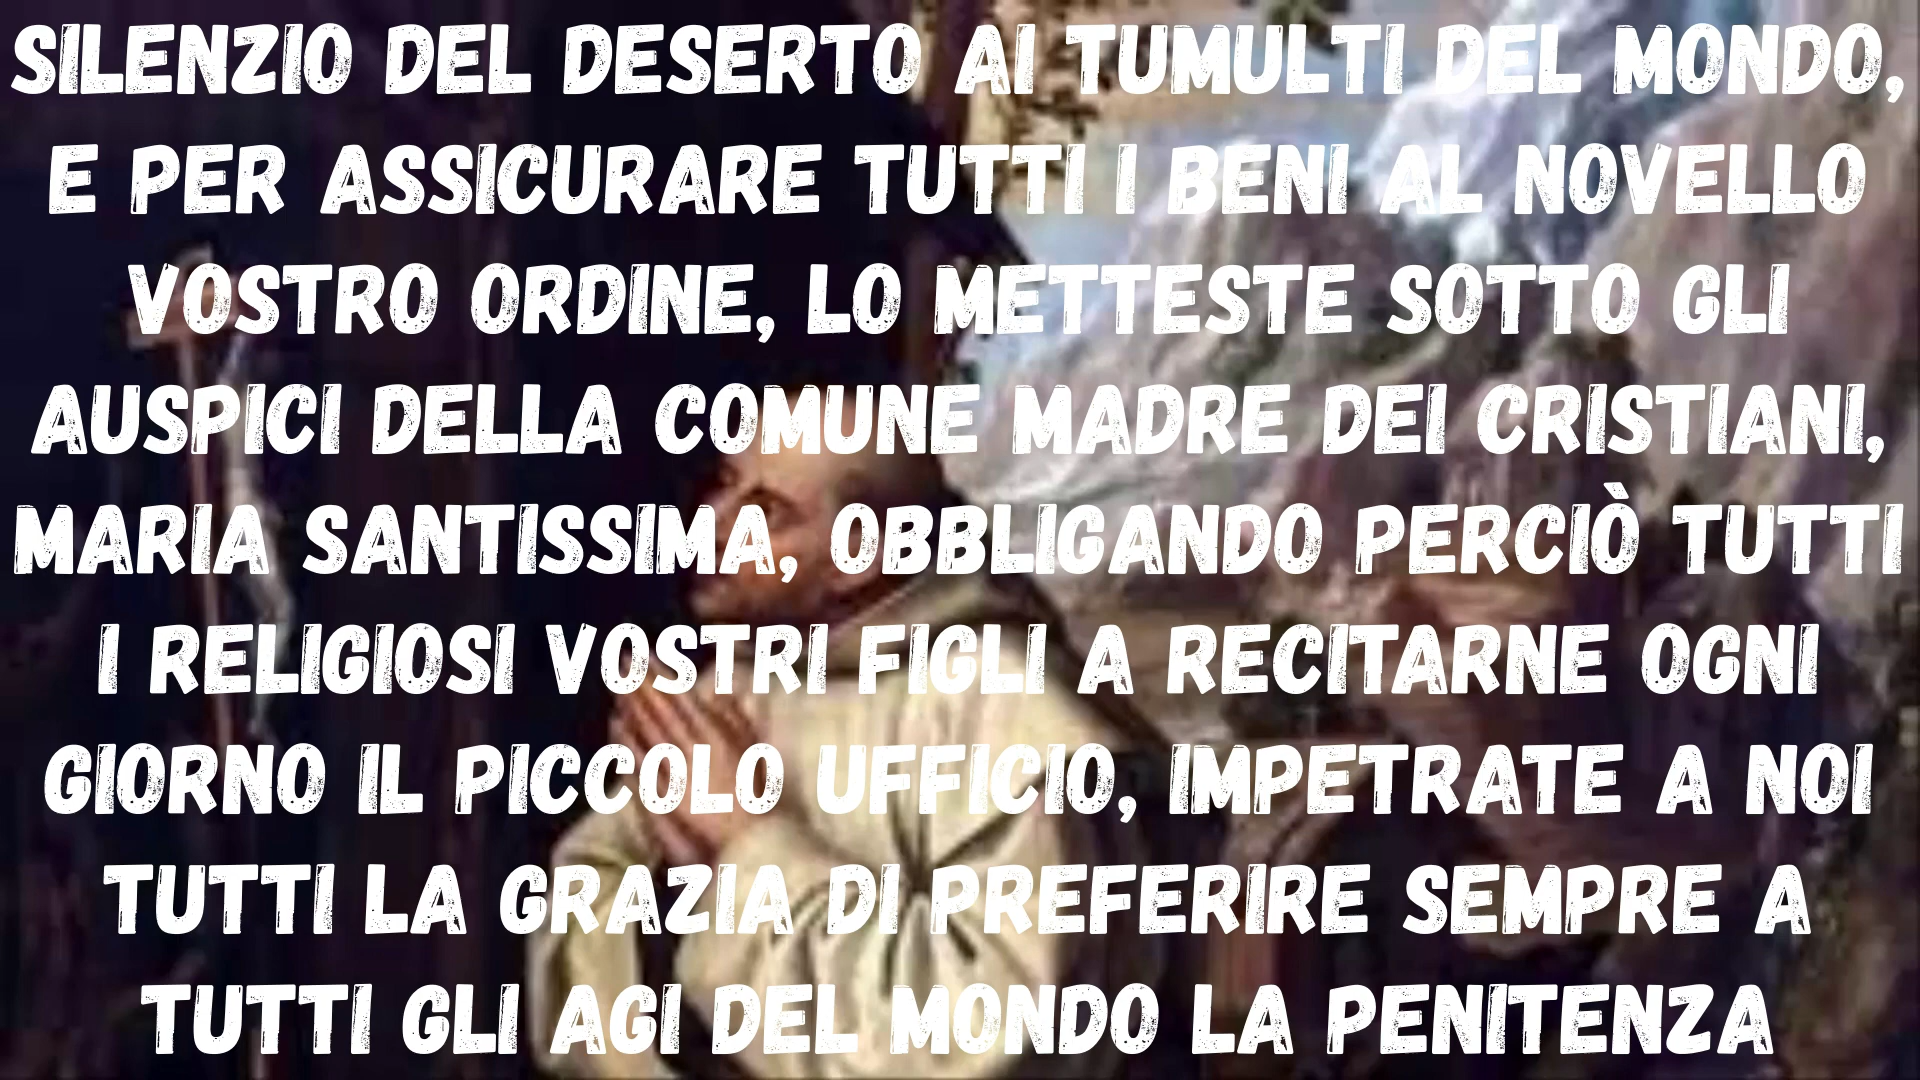 SILENZIO DEL DESERTO AI TUMULTI DEL MONDO,
E PER ASSICURARE TUTTI I BENI AL NOVELLO
VOSTRO ORDINE, LO METTESTE SOTTO GLI
AUSPICI DELLA COMUNE MADRE DEI CRISTIANI,
MARIA SANTISSIMA, OBBLIGANDO PERCIÒ TUTTI
I RELIGIOSI VOSTRI FIGLI A RECITARNE OGNI
GIORNO IL PICCOLO UFFICIO, IMPETRATE A NOI
TUTTI LA GRAZIA DI PREFERIRE SEMPRE A
TUTTI GLI AGI DEL MONDO LA PENITENZA